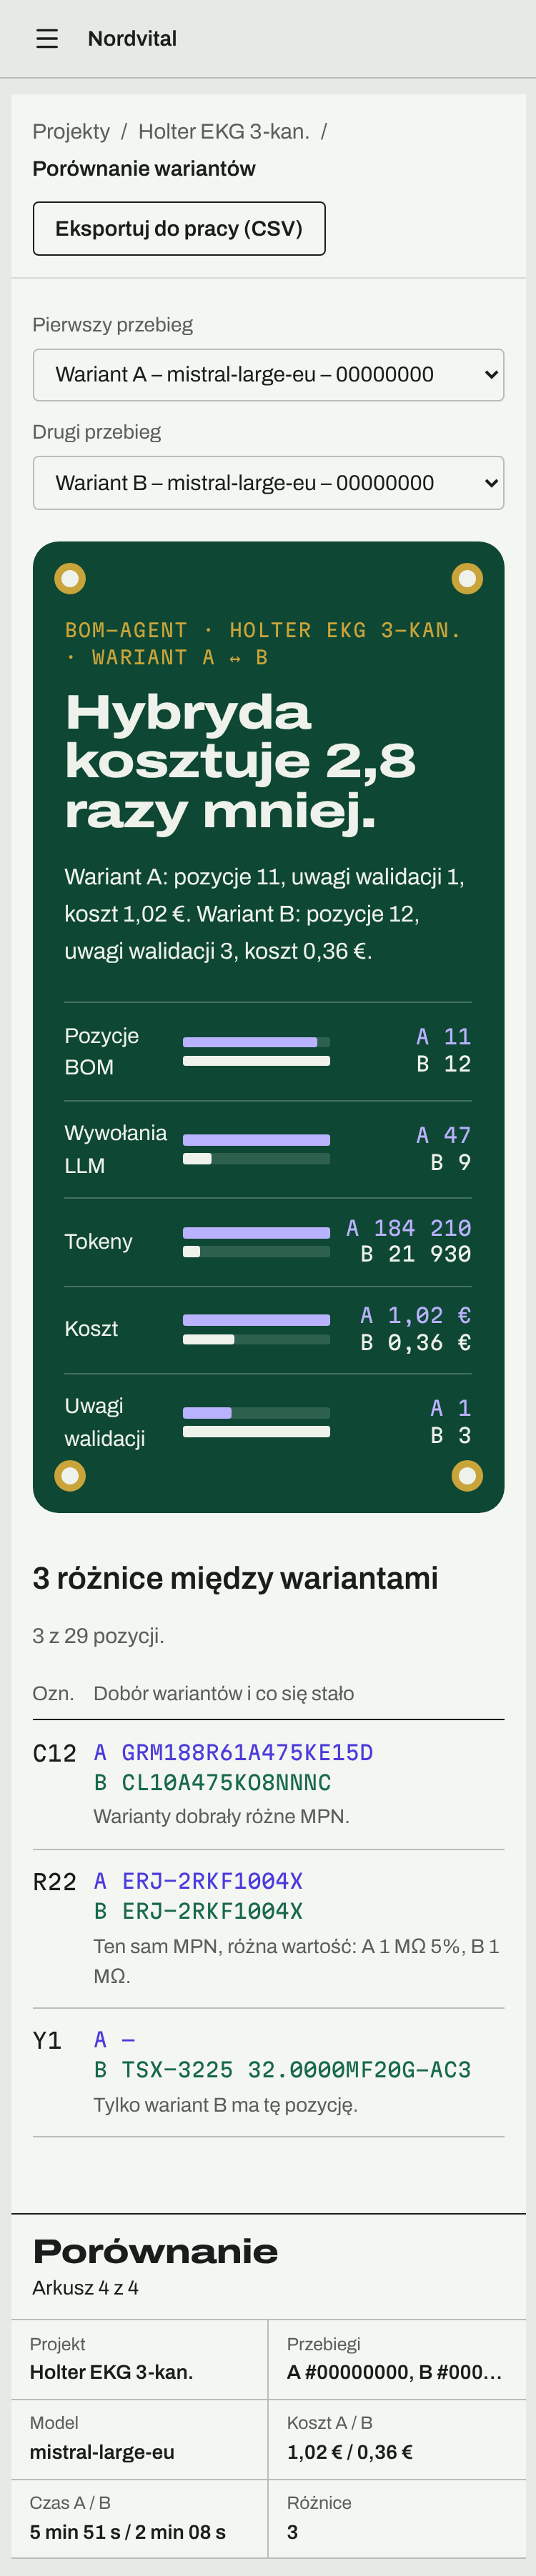 Nordvital
Projekty / Holter EKG 3-kan. /
Porównanie wariantów
Eksportuj do pracy (CSV)
Pierwszy przebieg
Wariant A – mistral-large-eu – 00000000
Drugi przebieg
Wariant B – mistral-large-eu – 00000000
BOM-AGENT · HOLTER EKG 3-KAN.
· WARIANT A ↔ B
Hybryda
kosztuje 2,8
razy mniej.
Wariant A: pozycje 11, uwagi walidacji 1,
koszt 1,02 €. Wariant B: pozycje 12,
uwagi walidacji 3, koszt 0,36 €.
Pozycje BOM
A 11
B 12
Wywołania LLM
A 47
B 9
Tokeny
A 184 210
B 21 930
Koszt
A 1,02 €
B 0,36 €
Uwagi walidacji
A 1
B 3
3 różnice między wariantami
3 z 29 pozycji.
Ozn. Dobór wariantów i co się stało
C12 A GRM188R61A475KE15D
B CL10A475KO8NNNC
Warianty dobrały różne MPN.
R22 A ERJ-2RKF1004X
B ERJ-2RKF1004X
Ten sam MPN, różna wartość: A 1 MΩ 5%, B 1
MΩ.
Y1 A –
B TSX-3225 32.0000MF20G-AC3
Tylko wariant B ma tę pozycję.
Porównanie
Arkusz 4 z 4
Projekt
Holter EKG 3-kan.
Przebiegi
A #00000000, B #000...
Model
mistral-large-eu
Koszt A / B
1,02 € / 0,36 €
Czas A / B
5 min 51 s / 2 min 08 s
Różnice
3